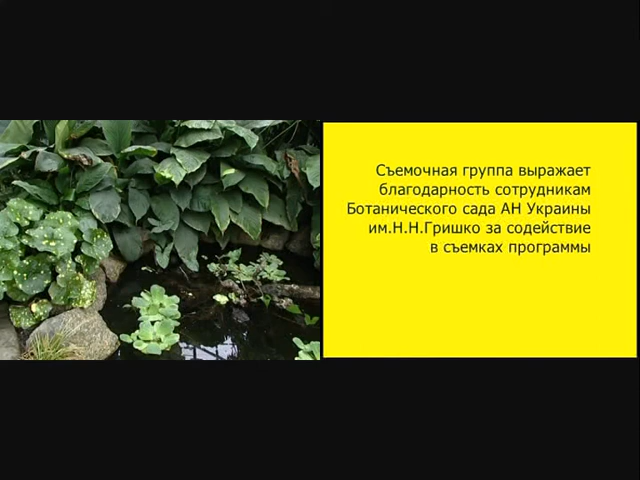 Съемочная группа выражает
благодарность сотрудникам
Ботанического сада АН Украины
им.Н.Н.Гришко за содействие
в съемках программы